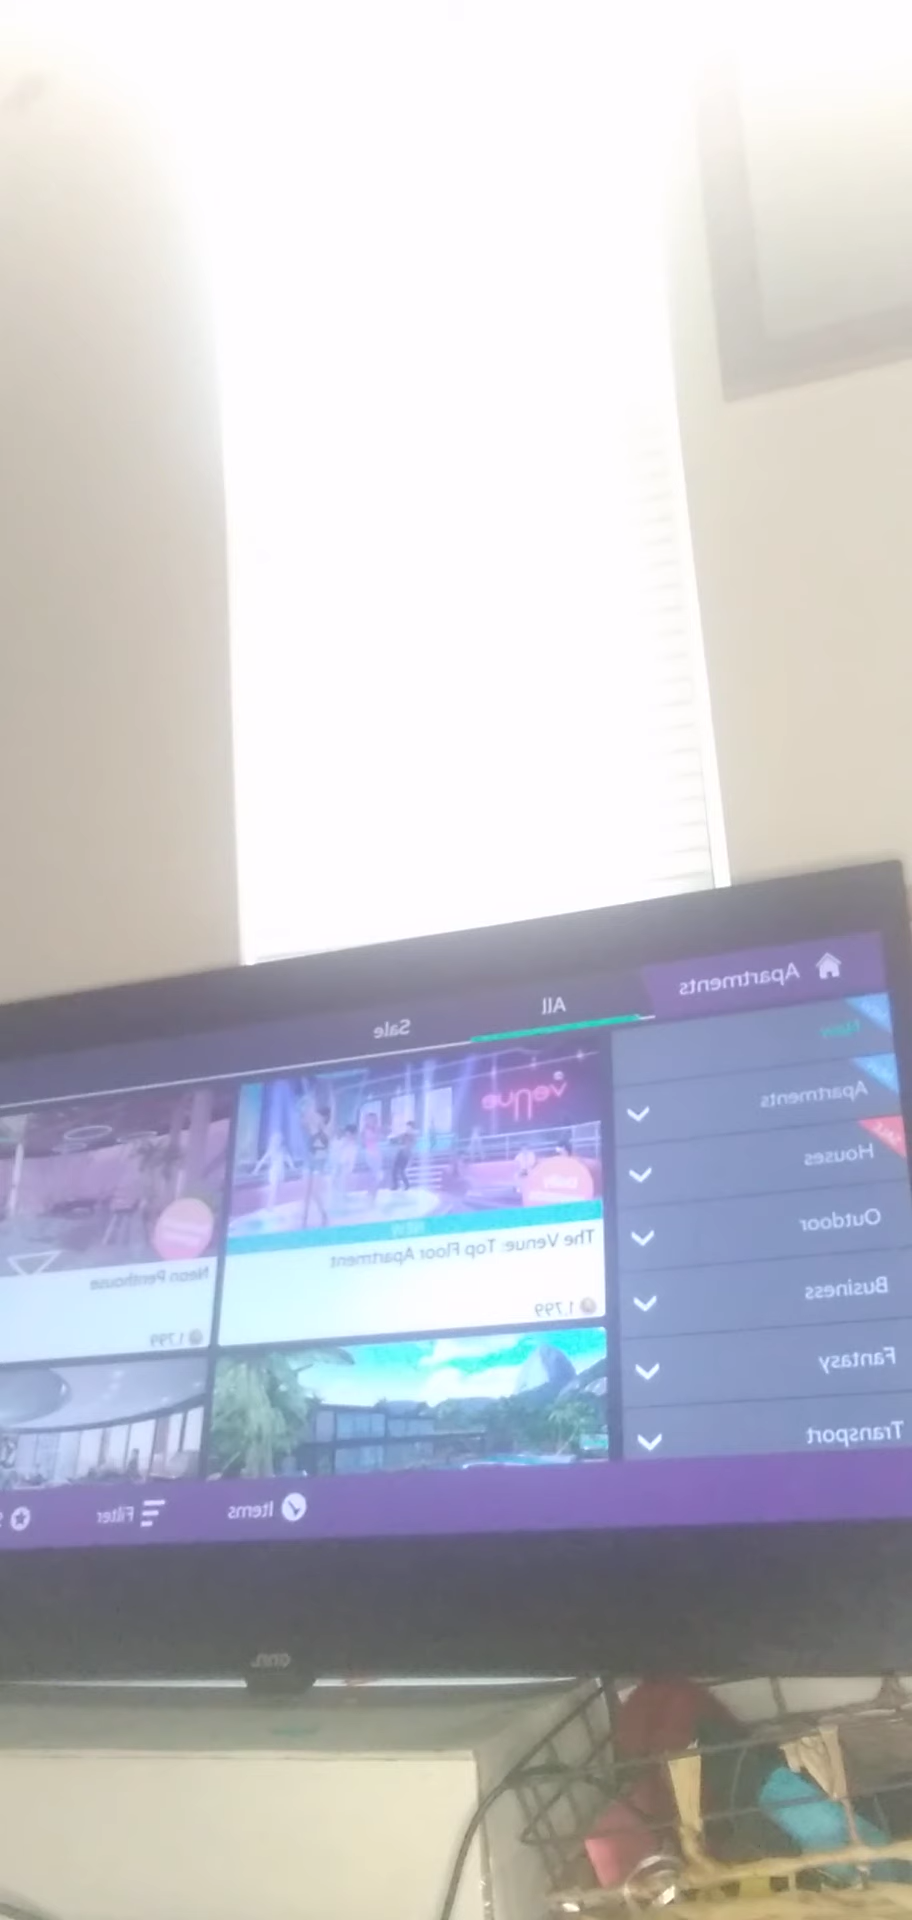 Apartments
All
Sale
New
Apartments
Houses
Outdoor
Business
Fantasy
Transport
venue
NEW
The Venue: Top Floor Apartment
1,799
Neon Penthouse
1,799
Items
Filter
onn.